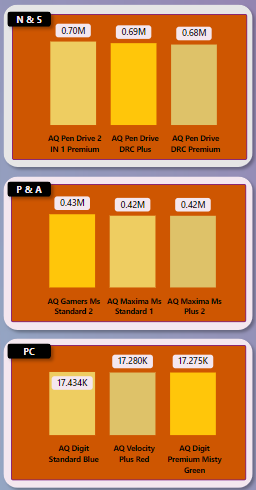 N & S
0.70M
0.69M
0.68M
AQ Pen Drive 2
IN 1 Premium
AQ Pen Drive
DRC Plus
AQ Pen Drive
DRC Premium
P & A
0.43M
0.42M
0.42M
AQ Gamers Ms
Standard 2
AQ Maxima Ms
Standard 1
AQ Maxima Ms
Plus 2
PC
17.434K
17.280K
17.275K
AQ Digit
Standard Blue
AQ Velocity
Plus Red
AQ Digit
Premium Misty
Green